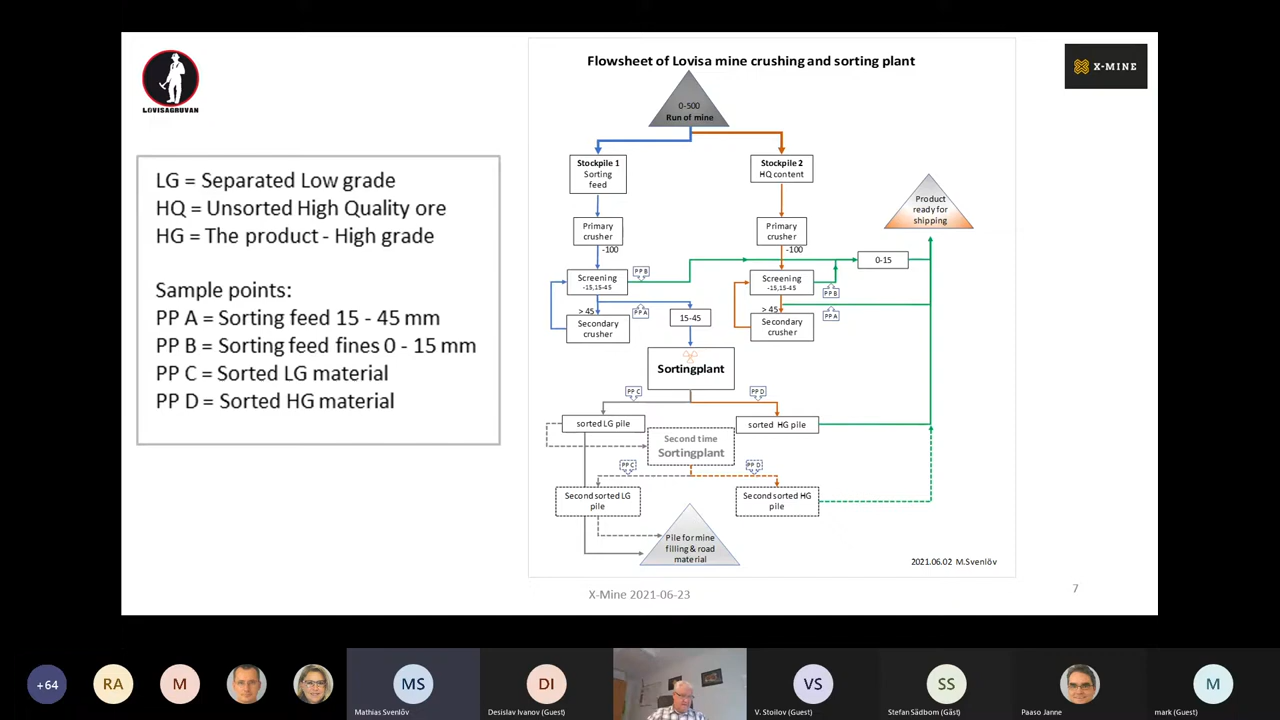 LOVISAGRUVAN
X-MINE
LG = Separated Low grade
HQ = Unsorted High Quality ore
HG = The product - High grade
Sample points:
PP A = Sorting feed 15 - 45 mm
PP B = Sorting feed fines 0 - 15 mm
PP C = Sorted LG material
PP D = Sorted HG material
Flowsheet of Lovisa mine crushing and sorting plant
0-500
Run of mine
Stockpile 1
Sorting
feed
Stockpile 2
HQ content
Product
ready for
shipping
Primary
crusher
-100
Primary
crusher
-100
0-15
Screening
-15,15-45
PP B
Screening
-15,15-45
PP B
> 45
PP A
15-45
> 45
PP A
Secondary
crusher
Secondary
crusher
Sortingplant
PP C
PP D
sorted LG pile
sorted HG pile
Second time
Sortingplant
PP C
PP D
Second sorted LG
pile
Second sorted HG
pile
Pile for mine
filling & road
material
2021.06.02 M.Svenlöv
X-Mine 2021-06-23
7
+64
RA
M
MS
Mathias Svenlöv
DI
Desislav Ivanov (Guest)
VS
V. Stoilov (Guest)
SS
Stefan Sädbom (Gäst)
Paaso Janne
M
mark (Guest)